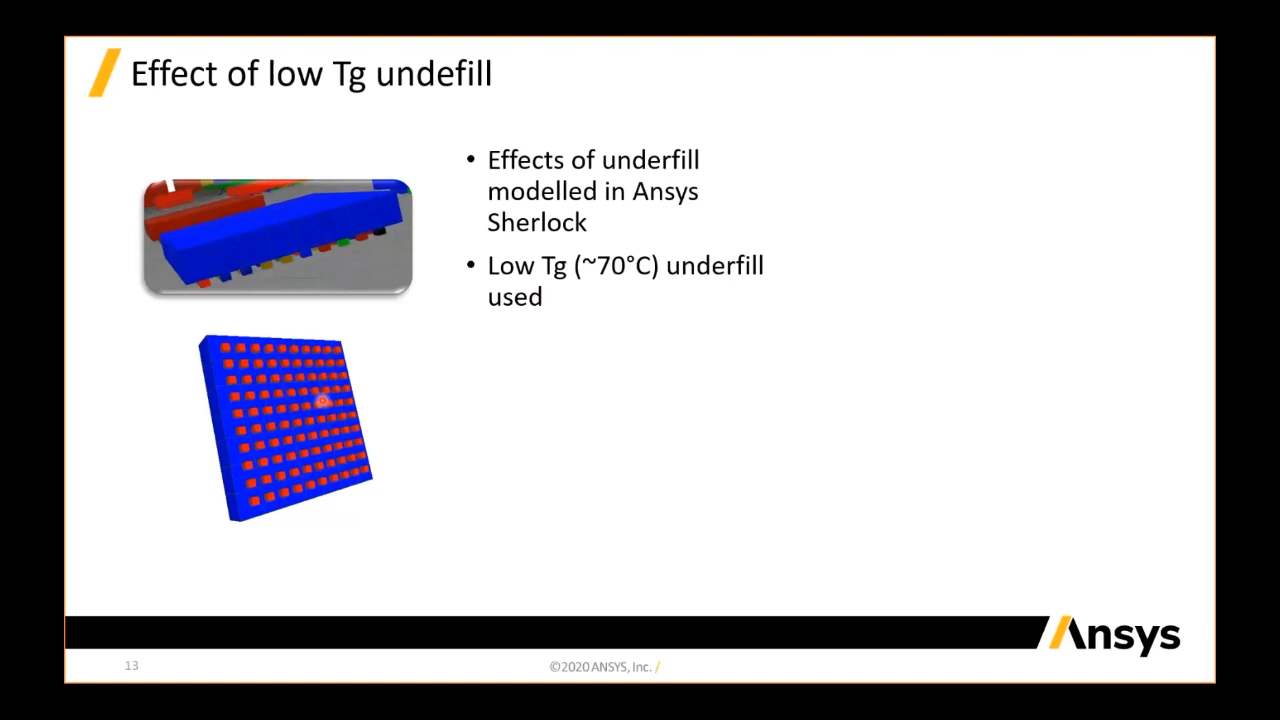 Effect of low Tg undefill
• Effects of underfill
modelled in Ansys
Sherlock
• Low Tg (~70°C) underfill
used
Ansys
13
©2020 ANSYS, Inc. /